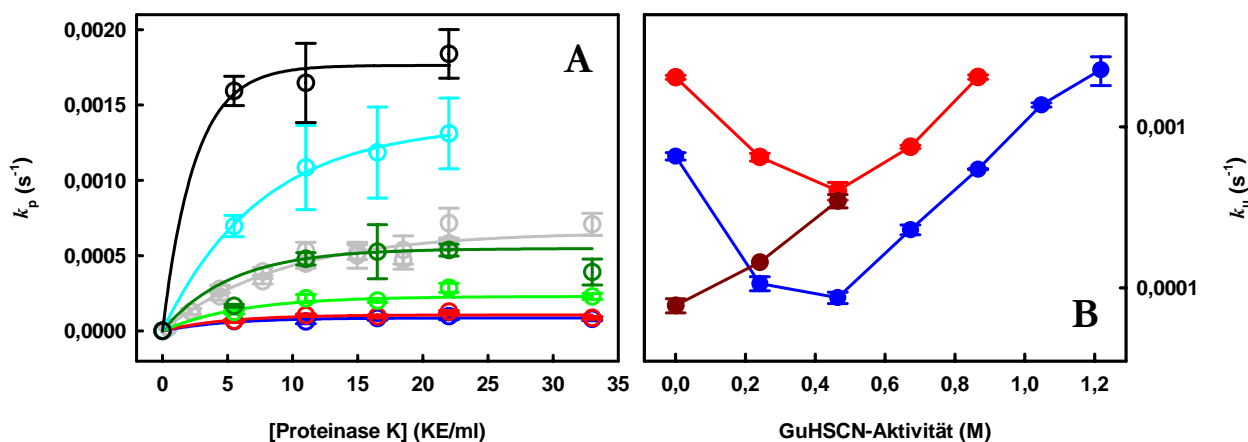 0,0020
0,0015
0,0010
0,0005
0,0000
k_p (s⁻¹)
A
0 5 10 15 20 25 30 35
[Proteinase K] (KE/ml)
B
0,001
0,0001
k_u (s⁻¹)
0,0 0,2 0,4 0,6 0,8 1,0 1,2
GuHSCN-Aktivität (M)